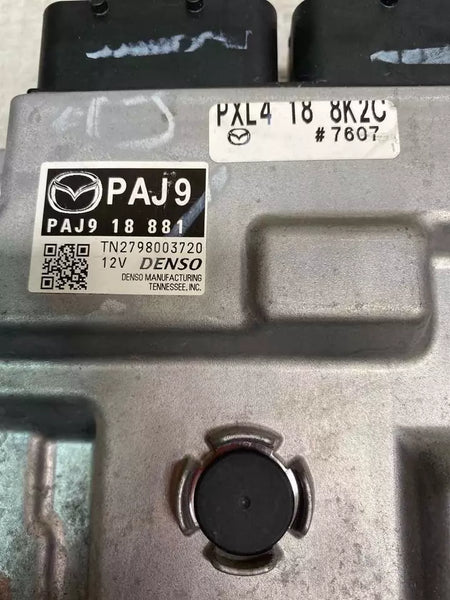 PXL4 18 8K2C
#7607
PAJ9
PAJ9 18 881
TN2798003720
12V DENSO
DENSO MANUFACTURING
TENNESSEE, INC.